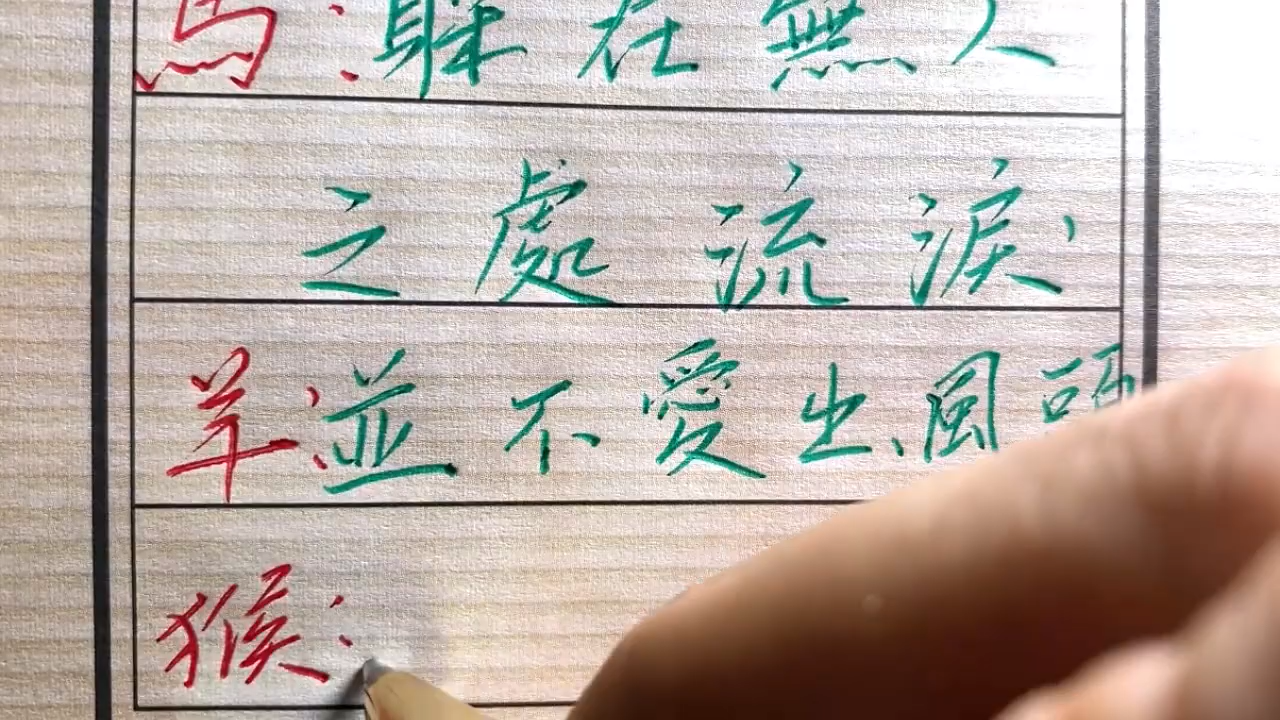 馬：躲在無人
之處流淚.
羊：並不愛出風頭
猴：